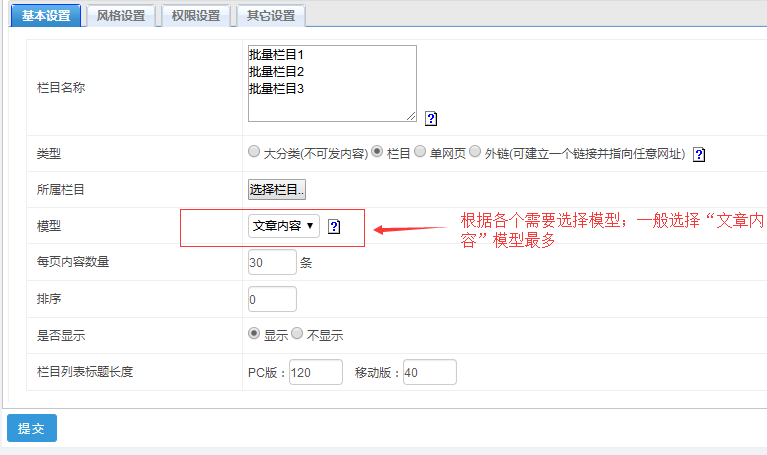 基本设置 风格设置 权限设置 其它设置
栏目名称
批量栏目1
批量栏目2
批量栏目3
?
类型 大分类(不可发内容) 栏目 单网页 外链(可建立一个链接并指向任意网址) ?
所属栏目 选择栏目..
模型 文章内容 ▼ ?
根据各个需要选择模型；一般选择“文章内
容”模型最多
每页内容数量 30 条
排序 0
是否显示 显示 不显示
栏目列表标题长度 PC版：120 移动版：40
提交